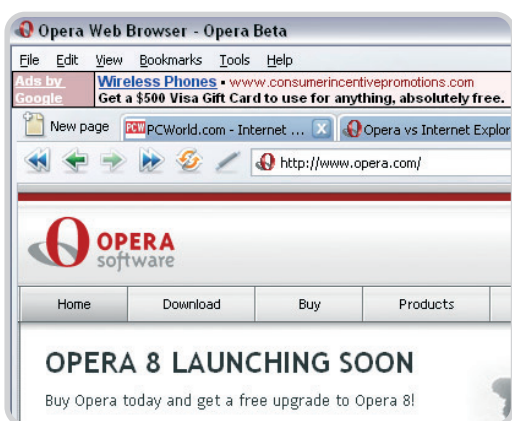 Opera Web Browser - Opera Beta
File Edit View Bookmarks Tools Help
Ads by Google
Wireless Phones • www.consumerincentivepromotions.com
Get a $500 Visa Gift Card to use for anything, absolutely free.
New page PCW PCWorld.com - Internet ... Opera vs Internet Explor
http://www.opera.com/
OPERA
software
Home Download Buy Products
OPERA 8 LAUNCHING SOON
Buy Opera today and get a free upgrade to Opera 8!